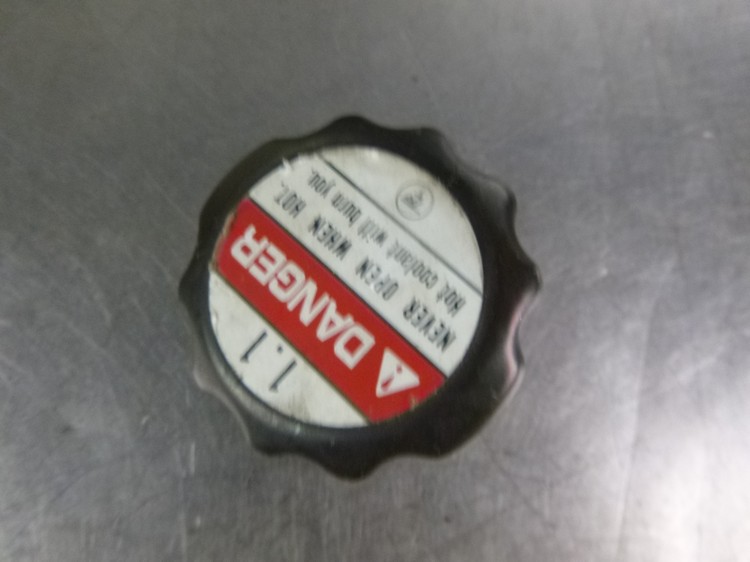 1.1
DANGER
NEVER OPEN WHEN HOT.
Hot coolant will burn you.